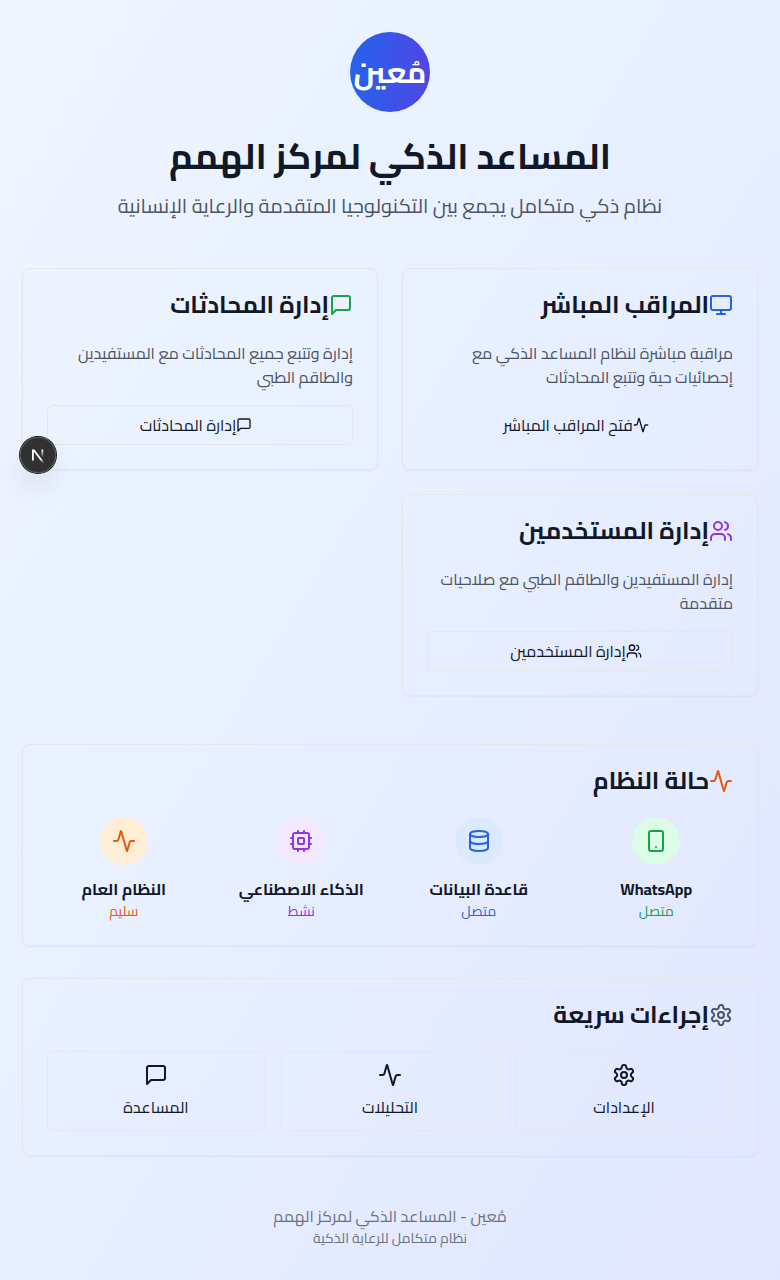 مُعين
المساعد الذكي لمركز الهمم
نظام ذكي متكامل يجمع بين التكنولوجيا المتقدمة والرعاية الإنسانية
المراقب المباشر
مراقبة مباشرة لنظام المساعد الذكي مع
إحصائيات حية وتتبع المحادثات
فتح المراقب المباشر
إدارة المحادثات
إدارة وتتبع جميع المحادثات مع المستفيدين
والطاقم الطبي
إدارة المحادثات
N
إدارة المستخدمين
إدارة المستفيدين والطاقم الطبي مع صلاحيات
متقدمة
إدارة المستخدمين
حالة النظام
WhatsApp
متصل
قاعدة البيانات
متصل
الذكاء الاصطناعي
نشط
النظام العام
سليم
إجراءات سريعة
الإعدادات
التحليلات
المساعدة
مُعين - المساعد الذكي لمركز الهمم
نظام متكامل للرعاية الذكية